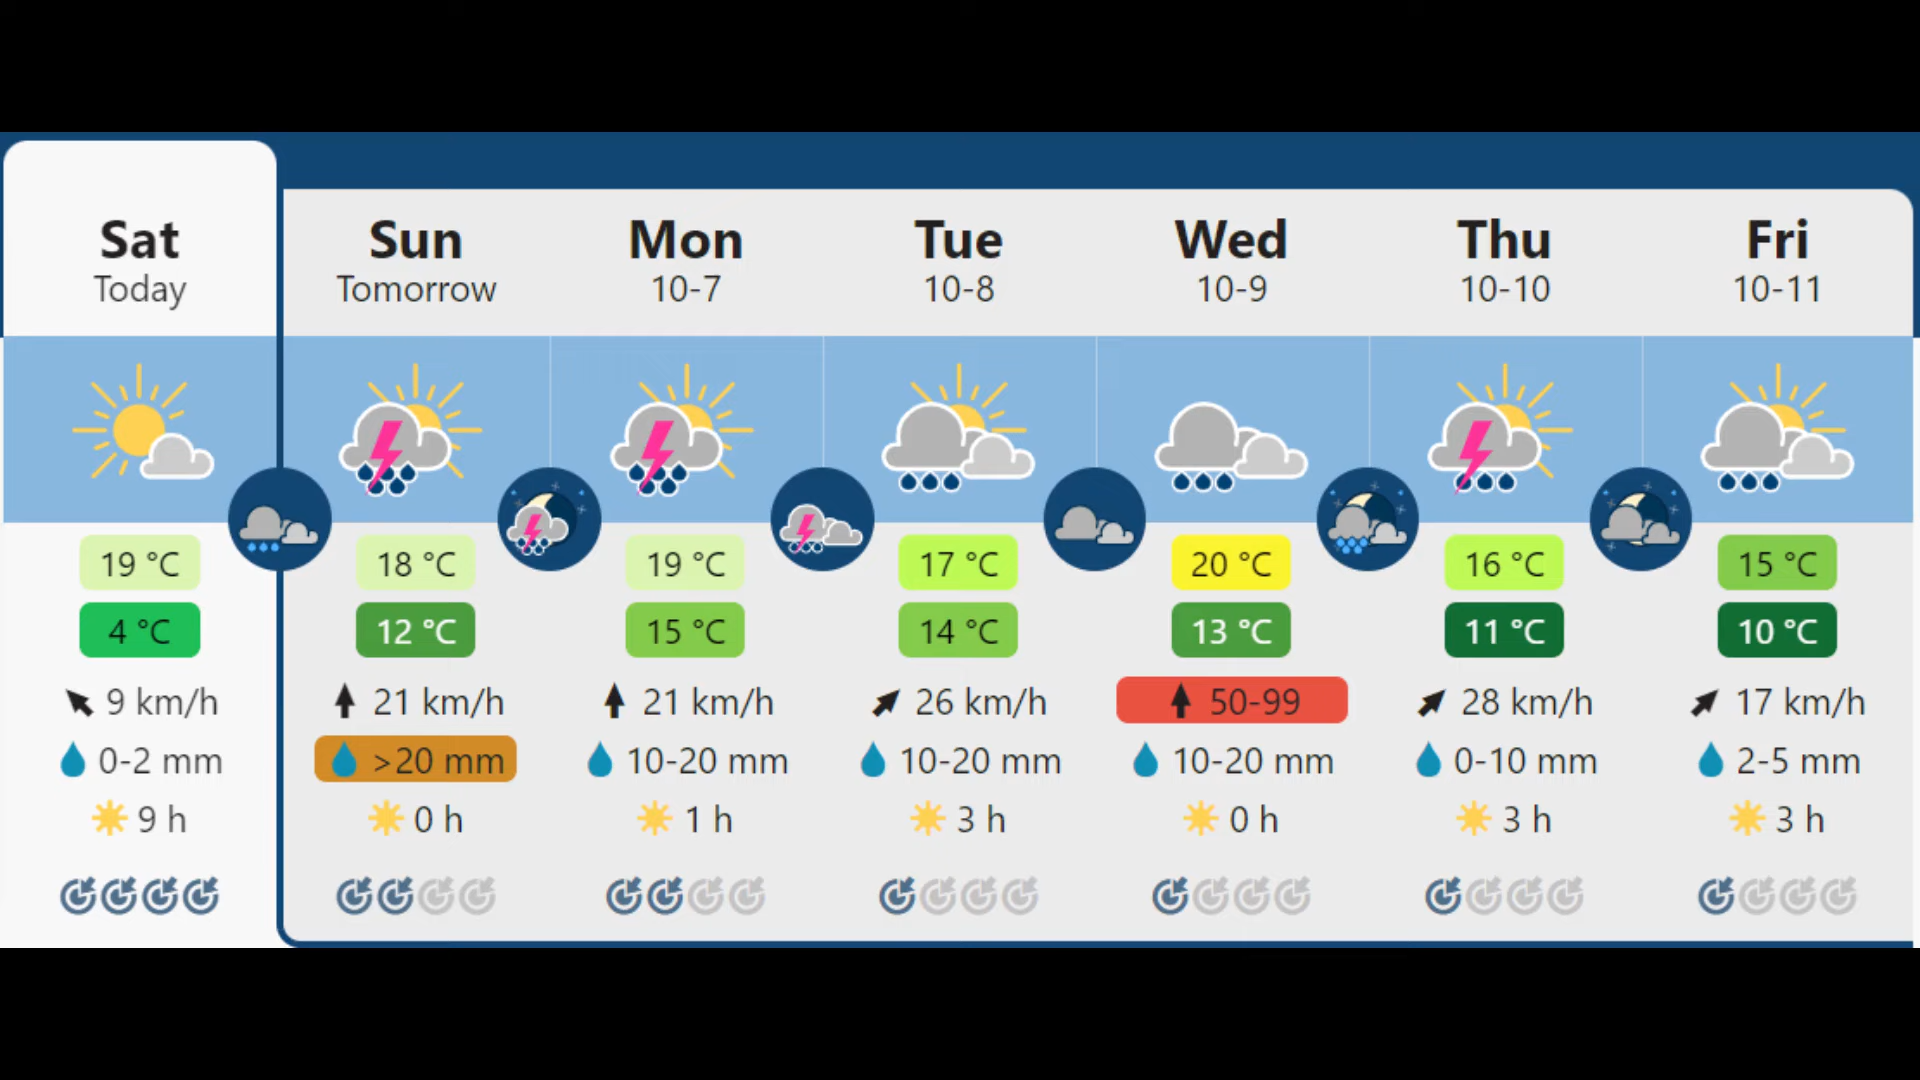 Sat Sun Mon Tue Wed Thu Fri
Today Tomorrow 10-7 10-8 10-9 10-10 10-11
19 °C 18 °C 19 °C 17 °C 20 °C 16 °C 15 °C
4 °C 12 °C 15 °C 14 °C 13 °C 11 °C 10 °C
9 km/h 21 km/h 21 km/h 26 km/h 50-99 28 km/h 17 km/h
0-2 mm >20 mm 10-20 mm 10-20 mm 10-20 mm 0-10 mm 2-5 mm
9 h 0 h 1 h 3 h 0 h 3 h 3 h